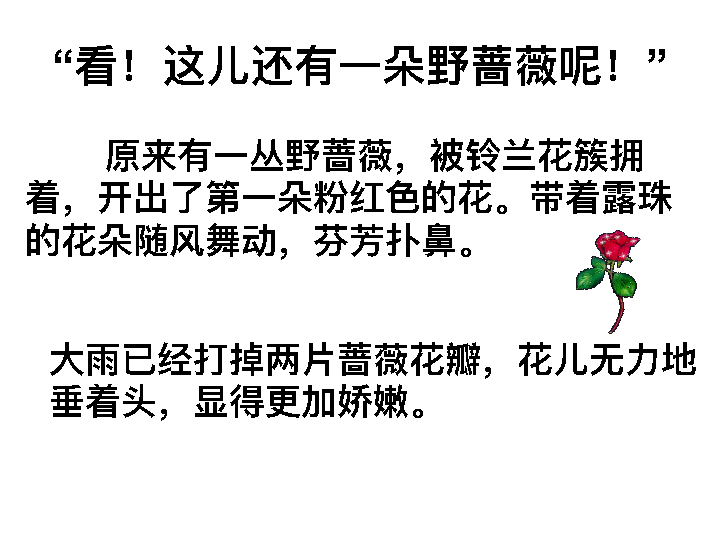 “看！这儿还有一朵野蔷薇呢！”
原来有一丛野蔷薇，被铃兰花簇拥
着，开出了第一朵粉红色的花。带着露珠
的花朵随风舞动，芬芳扑鼻。
大雨已经打掉两片蔷薇花瓣，花儿无力地
垂着头，显得更加娇嫩。